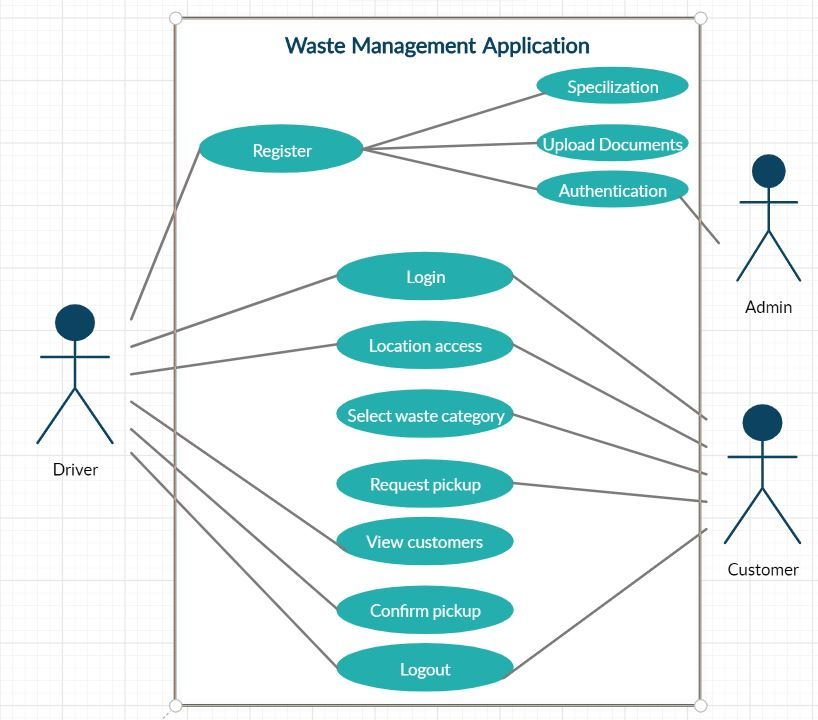 Waste Management Application
Specilization
Register
Upload Documents
Authentication
Admin
Login
Location access
Select waste category
Driver
Request pickup
View customers
Customer
Confirm pickup
Logout